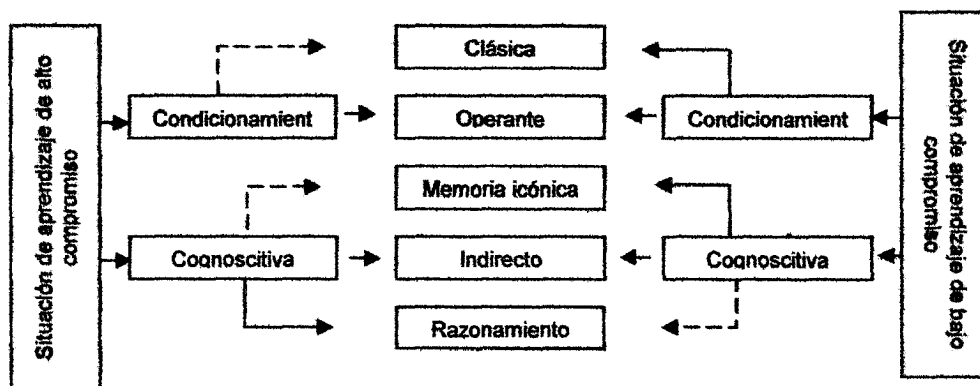 Situación de aprendizaje de alto
compromiso
Clásica
Condicionamient
Operante
Condicionamient
Memoria icónica
Cognoscitiva
Indirecto
Cognoscitiva
Razonamiento
Situación de aprendizaje de bajo
compromiso